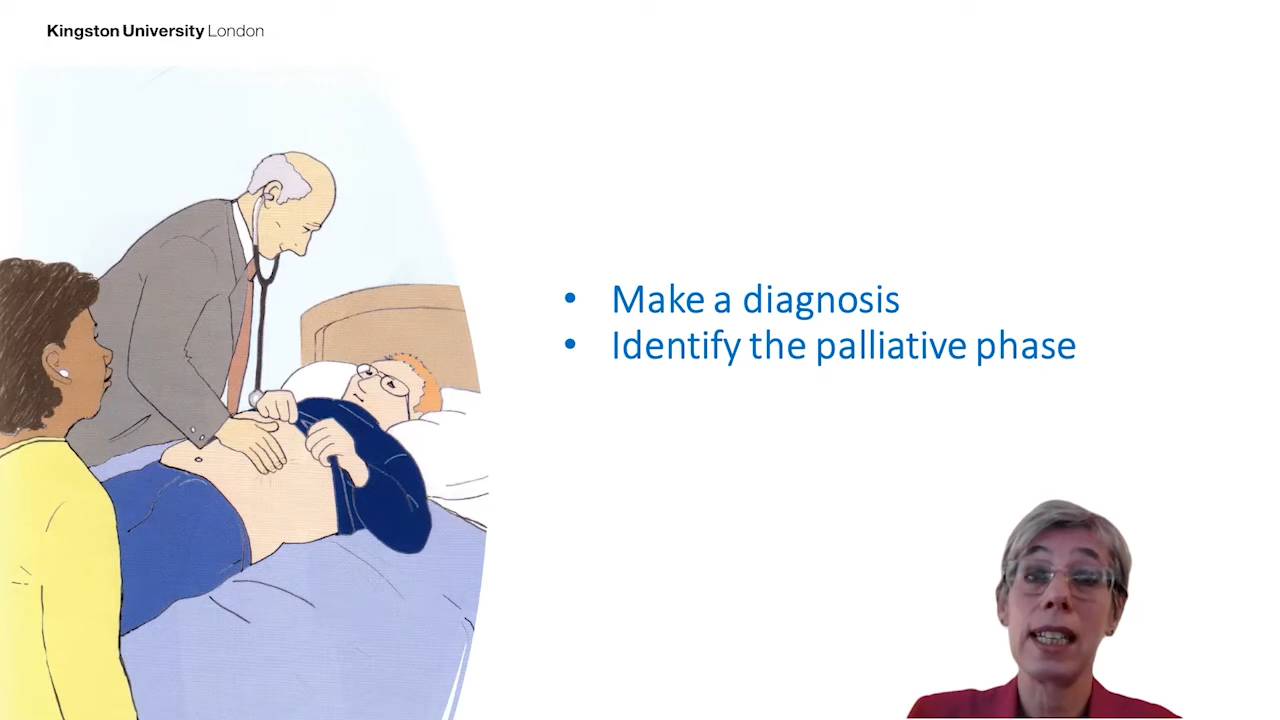 Kingston University London
• Make a diagnosis
• Identify the palliative phase